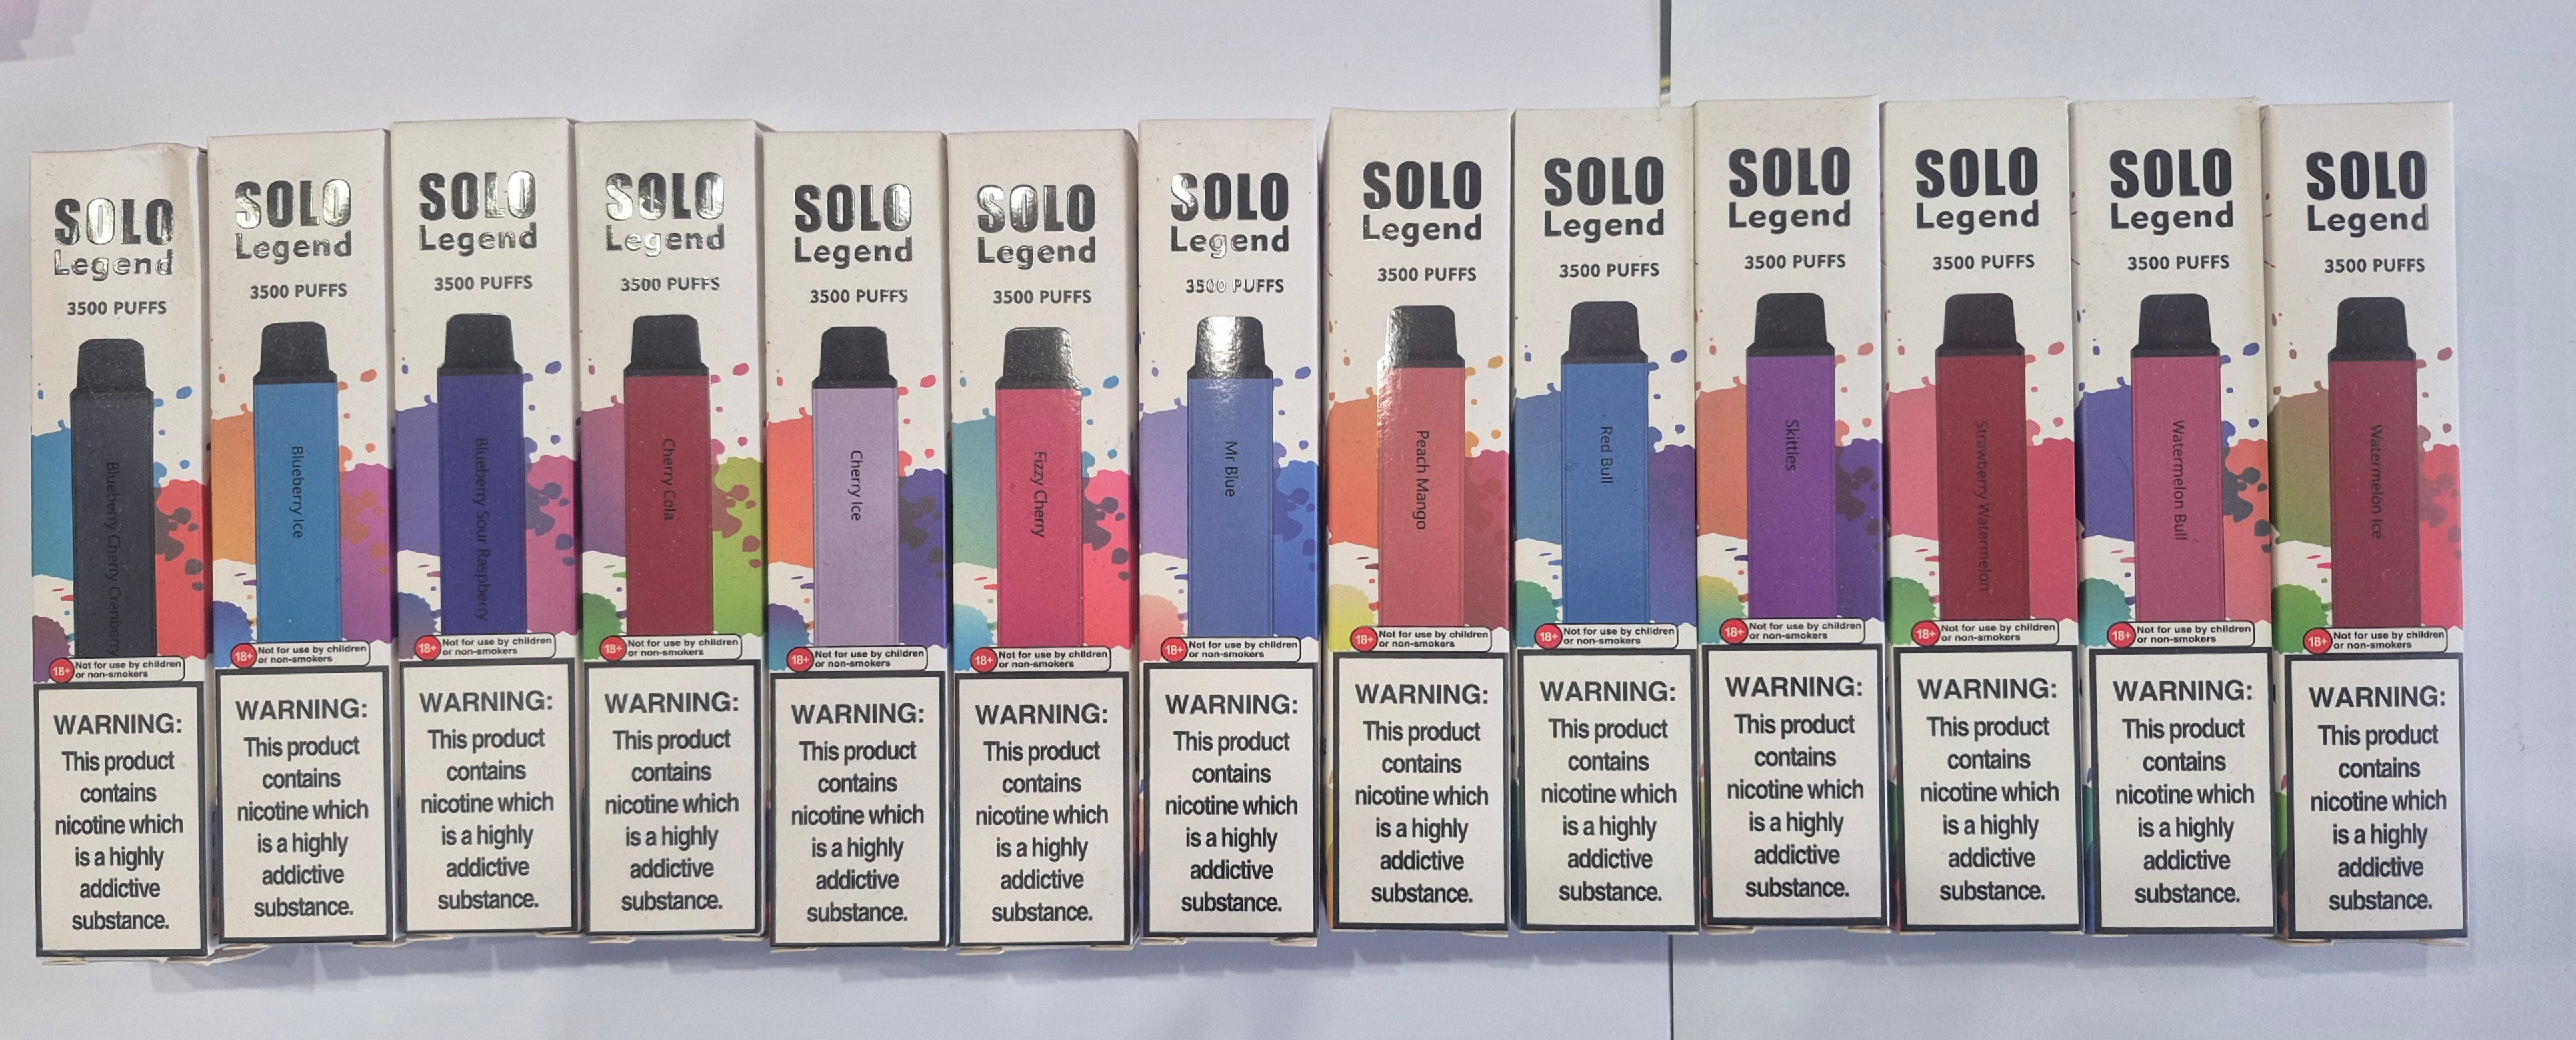 SOLO
Legend
3500 PUFFS
Blueberry Cherry Cranberry
18+ Not for use by children
or non-smokers
WARNING:
This product
contains
nicotine which
is a highly
addictive
substance.
SOLO
Legend
3500 PUFFS
Blueberry Ice
18+ Not for use by children
or non-smokers
WARNING:
This product
contains
nicotine which
is a highly
addictive
substance.
SOLO
Legend
3500 PUFFS
Blueberry Sour Raspberry
18+ Not for use by children
or non-smokers
WARNING:
This product
contains
nicotine which
is a highly
addictive
substance.
SOLO
Legend
3500 PUFFS
Cherry Cola
18+ Not for use by children
or non-smokers
WARNING:
This product
contains
nicotine which
is a highly
addictive
substance.
SOLO
Legend
3500 PUFFS
Cherry Ice
18+ Not for use by children
or non-smokers
WARNING:
This product
contains
nicotine which
is a highly
addictive
substance.
SOLO
Legend
3500 PUFFS
Fizzy Cherry
18+ Not for use by children
or non-smokers
WARNING:
This product
contains
nicotine which
is a highly
addictive
substance.
SOLO
Legend
3500 PUFFS
Mr Blue
18+ Not for use by children
or non-smokers
WARNING:
This product
contains
nicotine which
is a highly
addictive
substance.
SOLO
Legend
3500 PUFFS
Peach Mango
18+ Not for use by children
or non-smokers
WARNING:
This product
contains
nicotine which
is a highly
addictive
substance.
SOLO
Legend
3500 PUFFS
Red Bull
18+ Not for use by children
or non-smokers
WARNING:
This product
contains
nicotine which
is a highly
addictive
substance.
SOLO
Legend
3500 PUFFS
Skittles
18+ Not for use by children
or non-smokers
WARNING:
This product
contains
nicotine which
is a highly
addictive
substance.
SOLO
Legend
3500 PUFFS
Strawberry Watermelon
18+ Not for use by children
or non-smokers
WARNING:
This product
contains
nicotine which
is a highly
addictive
substance.
SOLO
Legend
3500 PUFFS
Watermelon Bull
18+ Not for use by children
or non-smokers
WARNING:
This product
contains
nicotine which
is a highly
addictive
substance.
SOLO
Legend
3500 PUFFS
Watermelon Ice
18+ Not for use by children
or non-smokers
WARNING:
This product
contains
nicotine which
is a highly
addictive
substance.